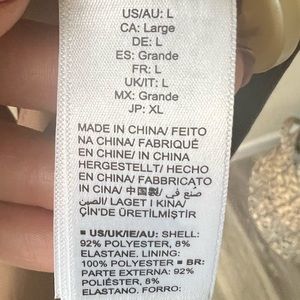 US/AU: L
CA: Large
DE: L
ES: Grande
FR: L
UK/IT: L
MX: Grande
JP: XL
MADE IN CHINA/ FEITO
NA CHINA/ FABRIQUÉ
EN CHINE/ IN CHINA
HERGESTELLT/ HECHO
EN CHINA/ FABBRICATO
IN CINA/ 中国製/ صنع في
الصين/ LAGET I KINA/
ÇİN'DE ÜRETİLMİŞTİR
■ US/UK/IE/AU: SHELL:
92% POLYESTER, 8%
ELASTANE. LINING:
100% POLYESTER ■ BR:
PARTE EXTERNA: 92%
POLIÉSTER, 8%
ELASTANO. FORRO: